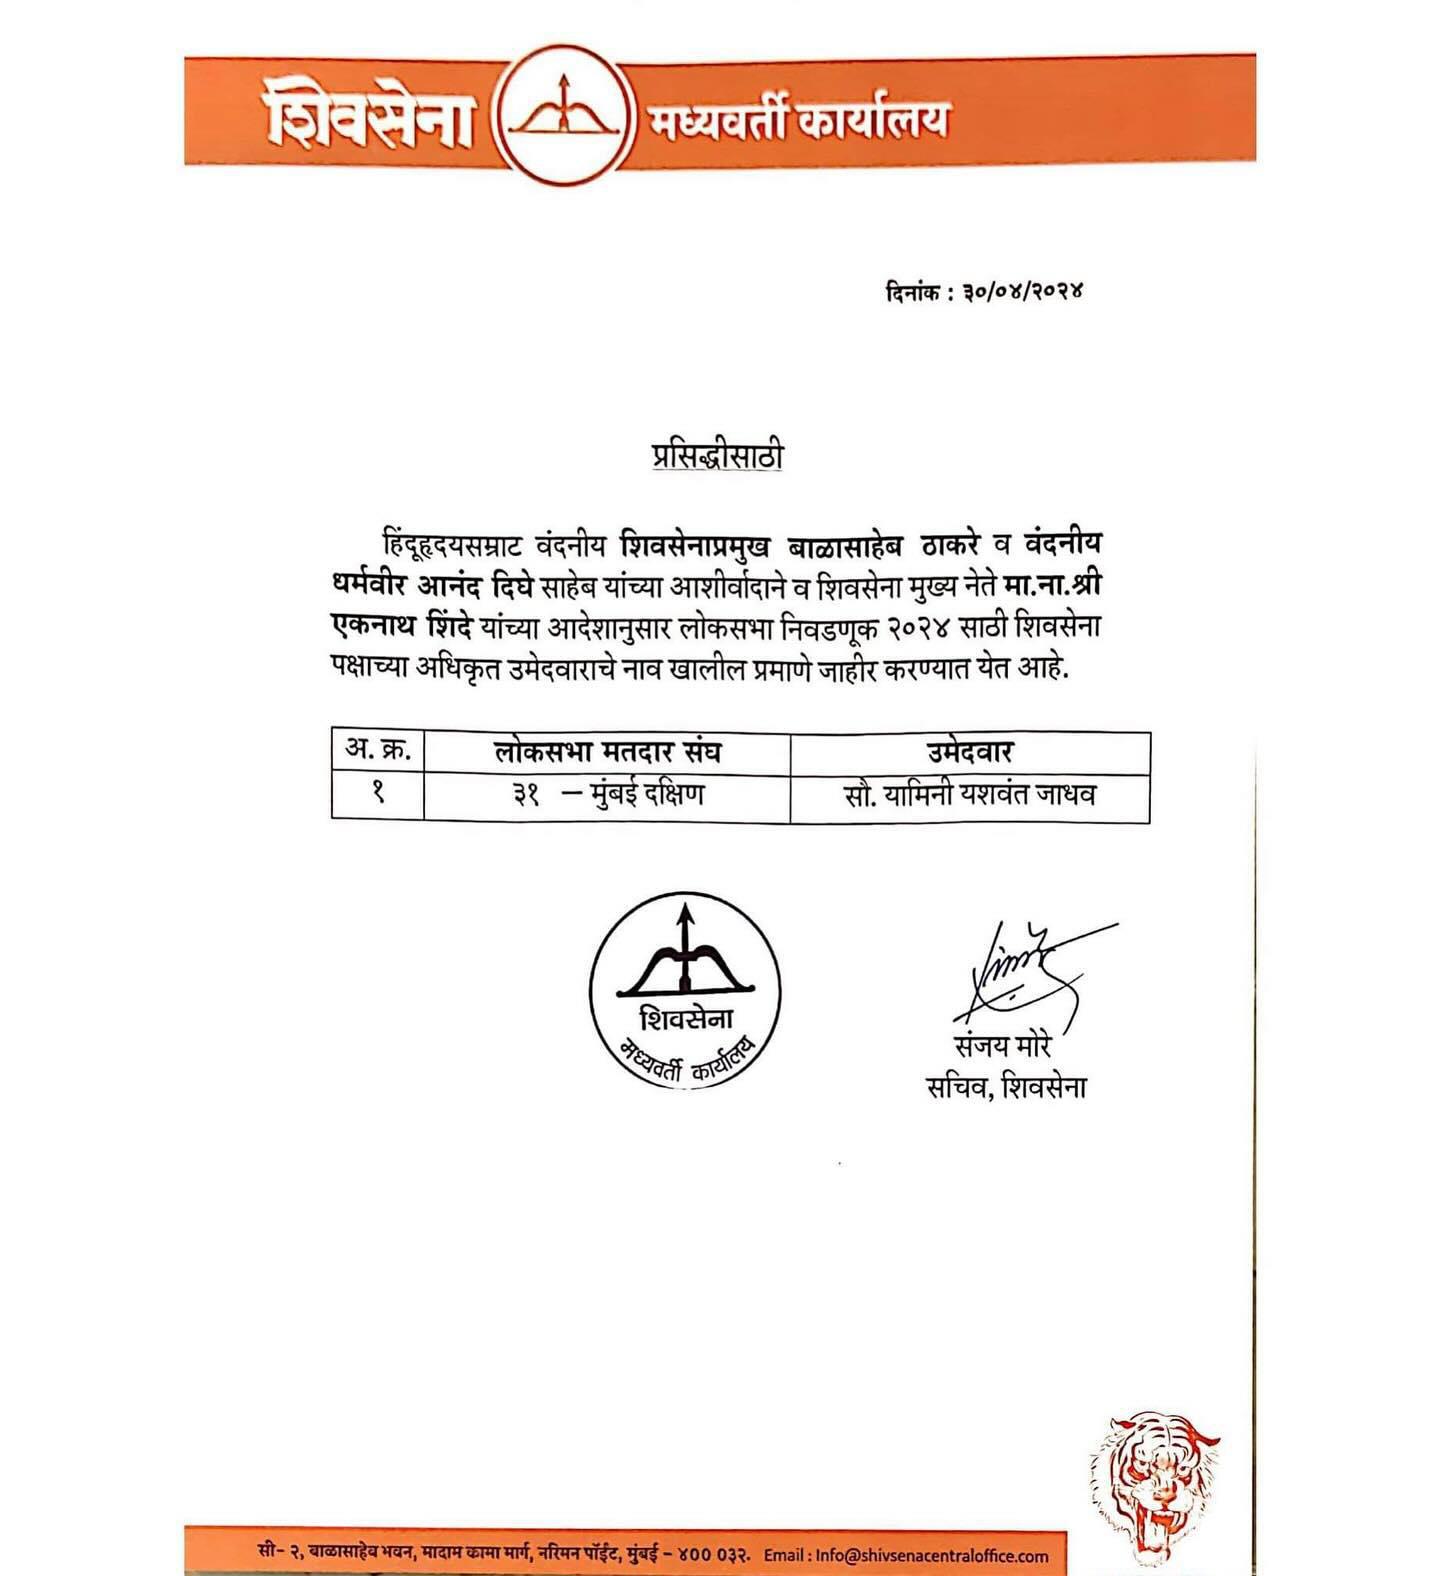 शिवसेना मध्यवर्ती कार्यालय
दिनांक : ३०/०४/२०२४
प्रसिद्धीसाठी
हिंदूहृदयसम्राट वंदनीय शिवसेनाप्रमुख बाळासाहेब ठाकरे व वंदनीय
धर्मवीर आनंद दिघे साहेब यांच्या आशीर्वादाने व शिवसेना मुख्य नेते मा.ना.श्री
एकनाथ शिंदे यांच्या आदेशानुसार लोकसभा निवडणूक २०२४ साठी शिवसेना
पक्षाच्या अधिकृत उमेदवाराचे नाव खालील प्रमाणे जाहीर करण्यात येत आहे.
अ. क्र. लोकसभा मतदार संघ उमेदवार
१ ३१ – मुंबई दक्षिण सौ. यामिनी यशवंत जाधव
शिवसेना
मध्यवर्ती कार्यालय
संजय मोरे
सचिव, शिवसेना
सी- २, बाळासाहेब भवन, मादाम कामा मार्ग, नरिमन पॉईंट, मुंबई – ४०० ०३२. Email : Info@shivsenacentraloffice.com